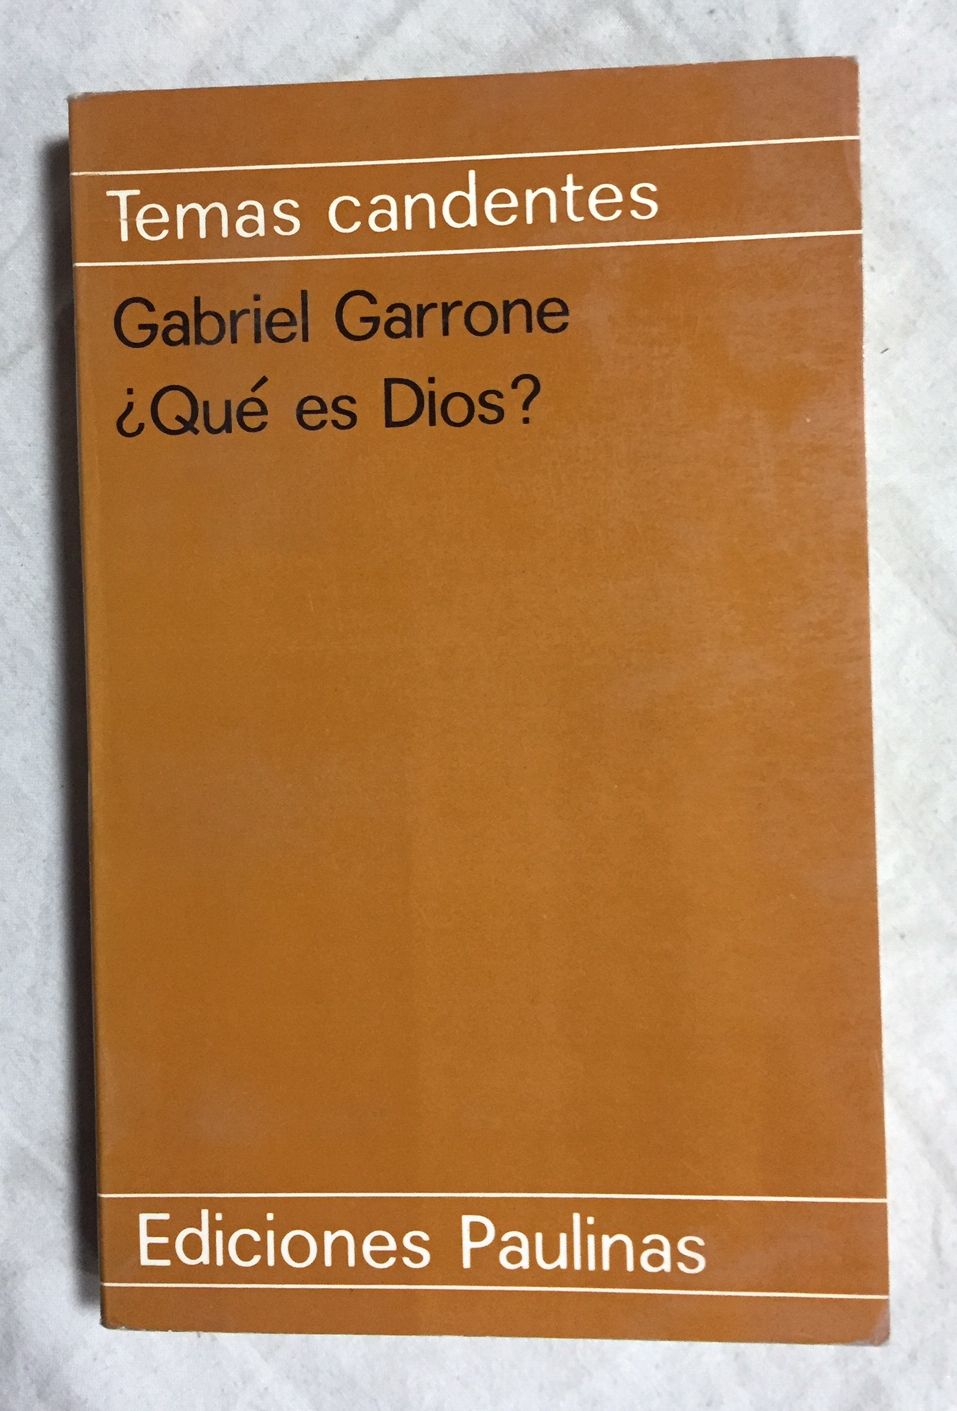 Temas candentes
Gabriel Garrone
¿Qué es Dios?
Ediciones Paulinas